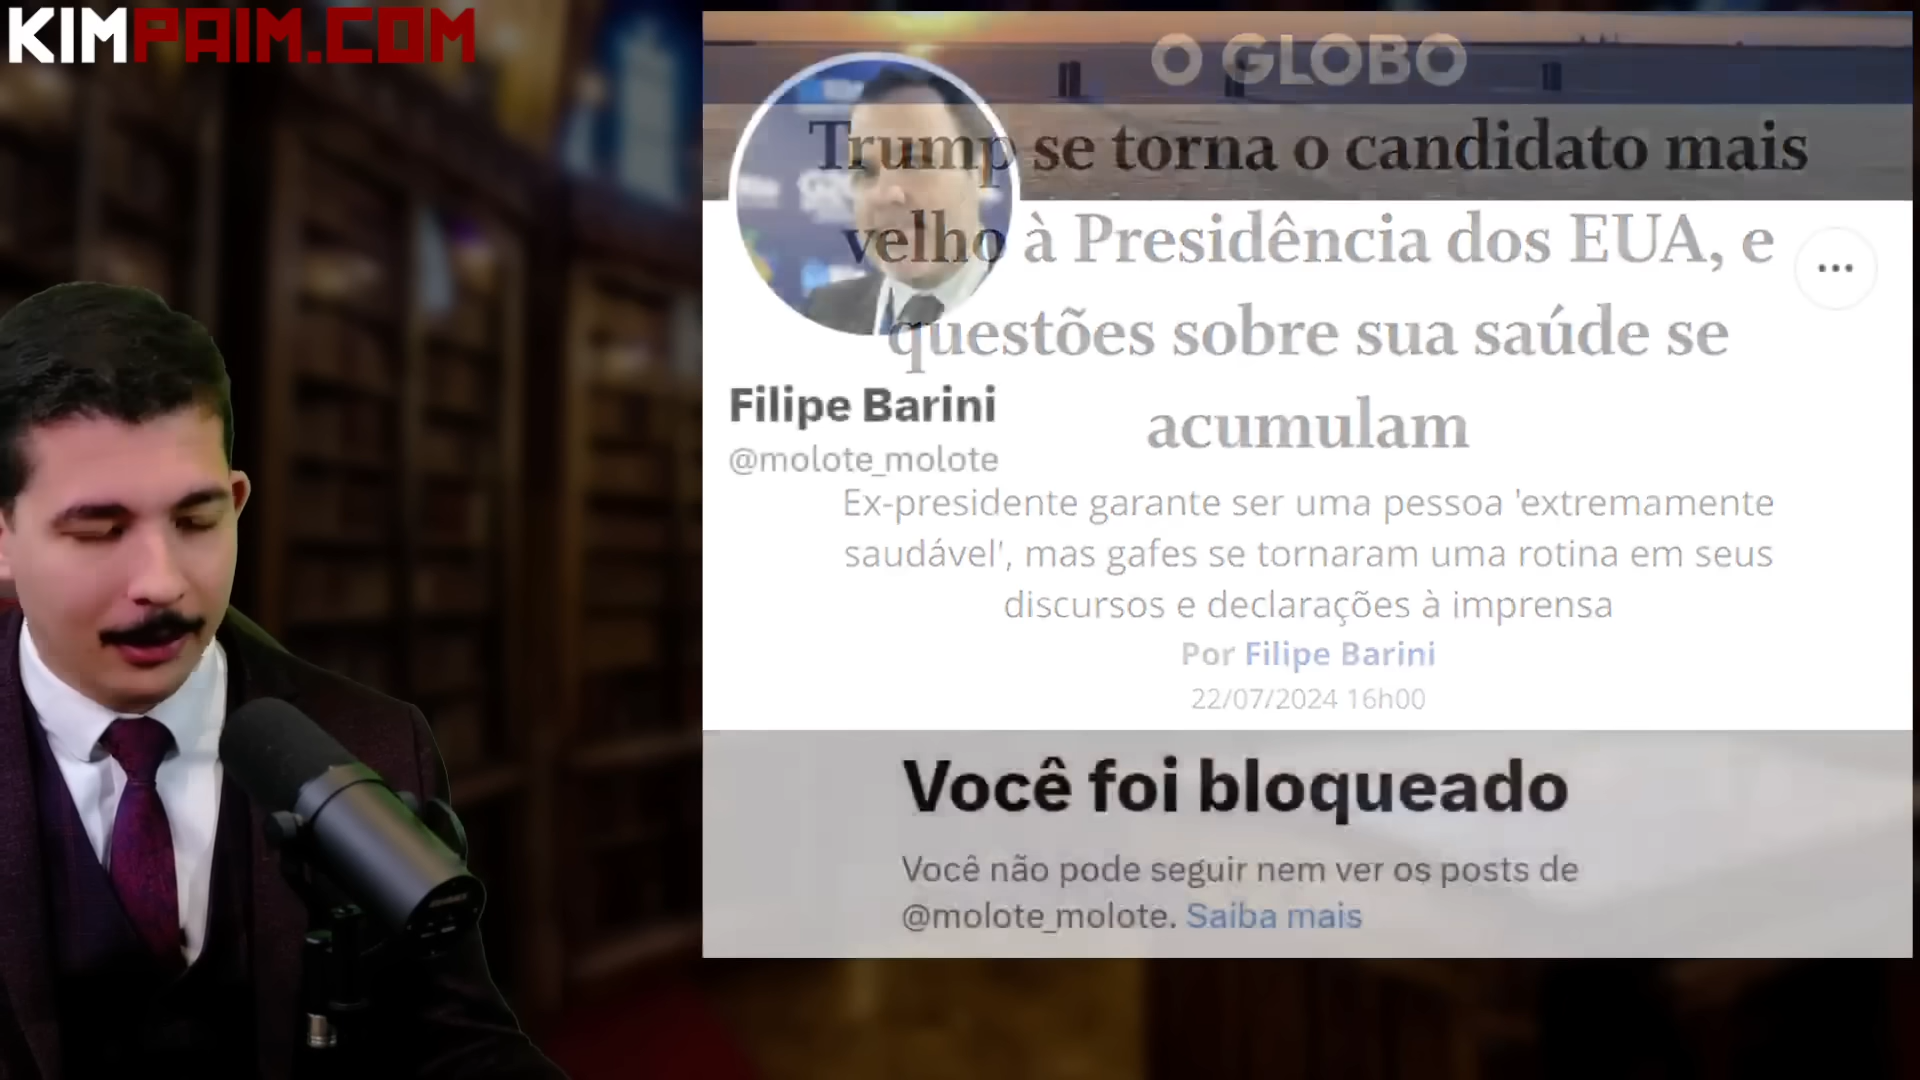 KIMPAIM.COM
O GLOBO
Trump se torna o candidato mais
velho à Presidência dos EUA, e
questões sobre sua saúde se
acumulam
Filipe Barini
@molote_molote
Ex-presidente garante ser uma pessoa 'extremamente
saudável', mas gafes se tornaram uma rotina em seus
discursos e declarações à imprensa
Por Filipe Barini
22/07/2024 16h00
Você foi bloqueado
Você não pode seguir nem ver os posts de
@molote_molote. Saiba mais